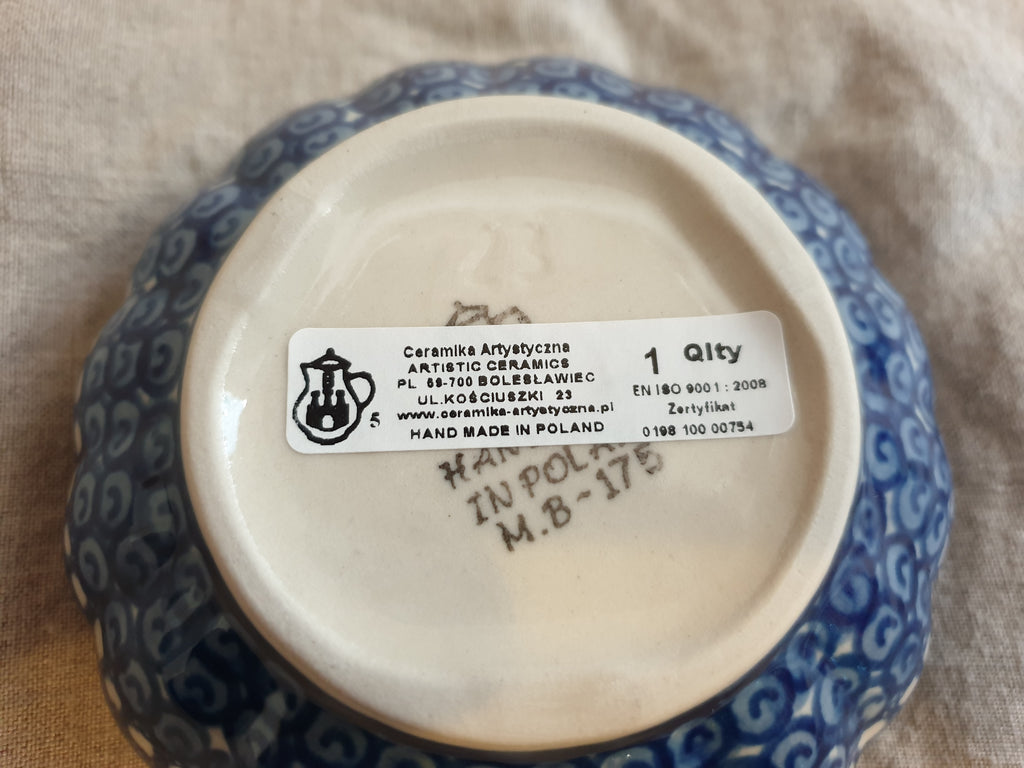 Ceramika Artystyczna
ARTISTIC CERAMICS
PL 59-700 BOLESŁAWIEC
UL.KOŚCIUSZKI 23
www.ceramika-artystyczna.pl
HAND MADE IN POLAND
5
1 Qlty
EN ISO 9001 : 2008
Zertyfikat
0198 100 00754
IN POLA
M.B-175